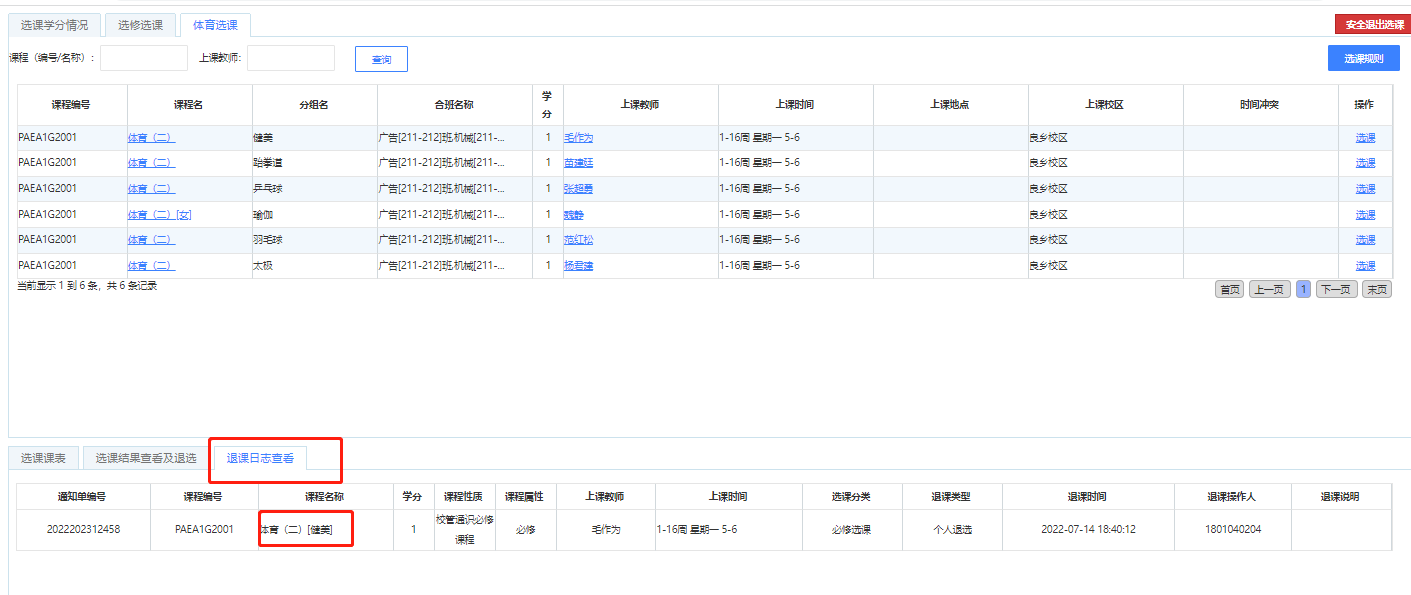 选课学分情况 选修选课 体育选课 安全退出选课
课程（编号/名称）： 上课教师: 查询 选课规则
课程编号 课程名 分组名 合班名称 学分 上课教师 上课时间 上课地点 上课校区 时间冲突 操作
PAEA1G2001 体育（二） 健美 广告[211-212]班,机械[211-... 1 毛作为 1-16周 星期一 5-6 良乡校区 选课
PAEA1G2001 体育（二） 跆拳道 广告[211-212]班,机械[211-... 1 苗建廷 1-16周 星期一 5-6 良乡校区 选课
PAEA1G2001 体育（二） 乒乓球 广告[211-212]班,机械[211-... 1 张超勇 1-16周 星期一 5-6 良乡校区 选课
PAEA1G2001 体育（二）[女] 瑜伽 广告[211-212]班,机械[211-... 1 魏静 1-16周 星期一 5-6 良乡校区 选课
PAEA1G2001 体育（二） 羽毛球 广告[211-212]班,机械[211-... 1 范红松 1-16周 星期一 5-6 良乡校区 选课
PAEA1G2001 体育（二） 太极 广告[211-212]班,机械[211-... 1 杨君建 1-16周 星期一 5-6 良乡校区 选课
当前显示 1 到 6 条，共 6 条记录 首页 上一页 1 下一页 末页
选课课表 选课结果查看及退选 退课日志查看
通知单编号 课程编号 课程名称 学分 课程性质 课程属性 上课教师 上课时间 选课分类 退课类型 退课时间 退课操作人 退课说明
2022202312458 PAEA1G2001 体育（二）[健美] 1 校管通识必修课程 必修 毛作为 1-16周 星期一 5-6 必修选课 个人退选 2022-07-14 18:40:12 1801040204